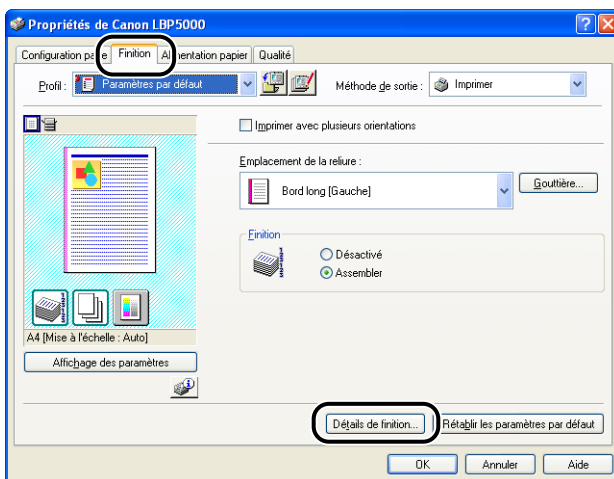 Propriétés de Canon LBP5000
Configuration page Finition Alimentation papier Qualité
Profil : Paramètres par défaut Méthode de sortie : Imprimer
Imprimer avec plusieurs orientations
Emplacement de la reliure :
Bord long [Gauche] Gouttière...
Finition
Désactivé
Assembler
A4 [Mise à l'échelle : Auto]
Affichage des paramètres
Détails de finition... Rétablir les paramètres par défaut
OK Annuler Aide